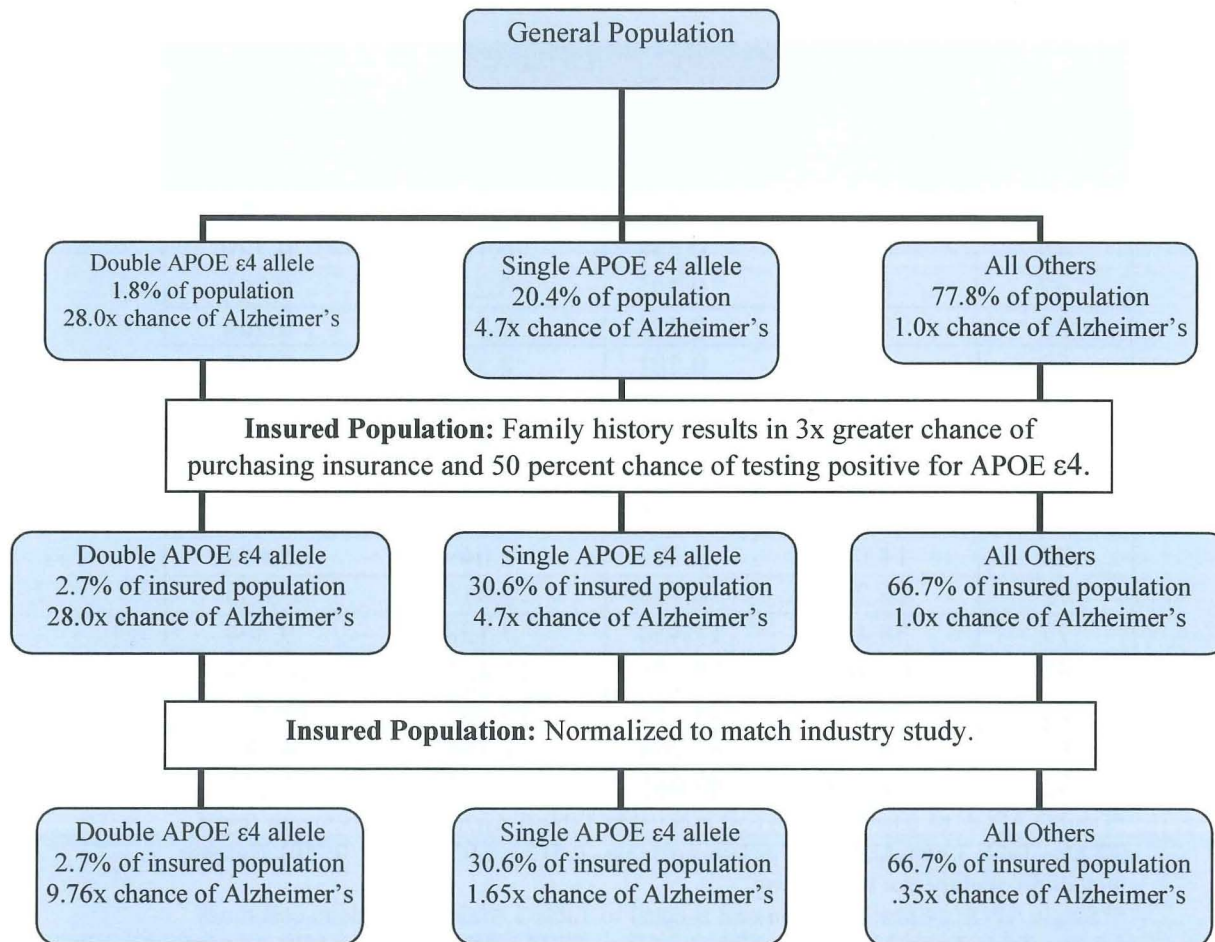 General Population
Double APOE ε4 allele
1.8% of population
28.0x chance of Alzheimer's
Single APOE ε4 allele
20.4% of population
4.7x chance of Alzheimer's
All Others
77.8% of population
1.0x chance of Alzheimer's
Insured Population: Family history results in 3x greater chance of
purchasing insurance and 50 percent chance of testing positive for APOE ε4.
Double APOE ε4 allele
2.7% of insured population
28.0x chance of Alzheimer's
Single APOE ε4 allele
30.6% of insured population
4.7x chance of Alzheimer's
All Others
66.7% of insured population
1.0x chance of Alzheimer's
Insured Population: Normalized to match industry study.
Double APOE ε4 allele
2.7% of insured population
9.76x chance of Alzheimer's
Single APOE ε4 allele
30.6% of insured population
1.65x chance of Alzheimer's
All Others
66.7% of insured population
.35x chance of Alzheimer's